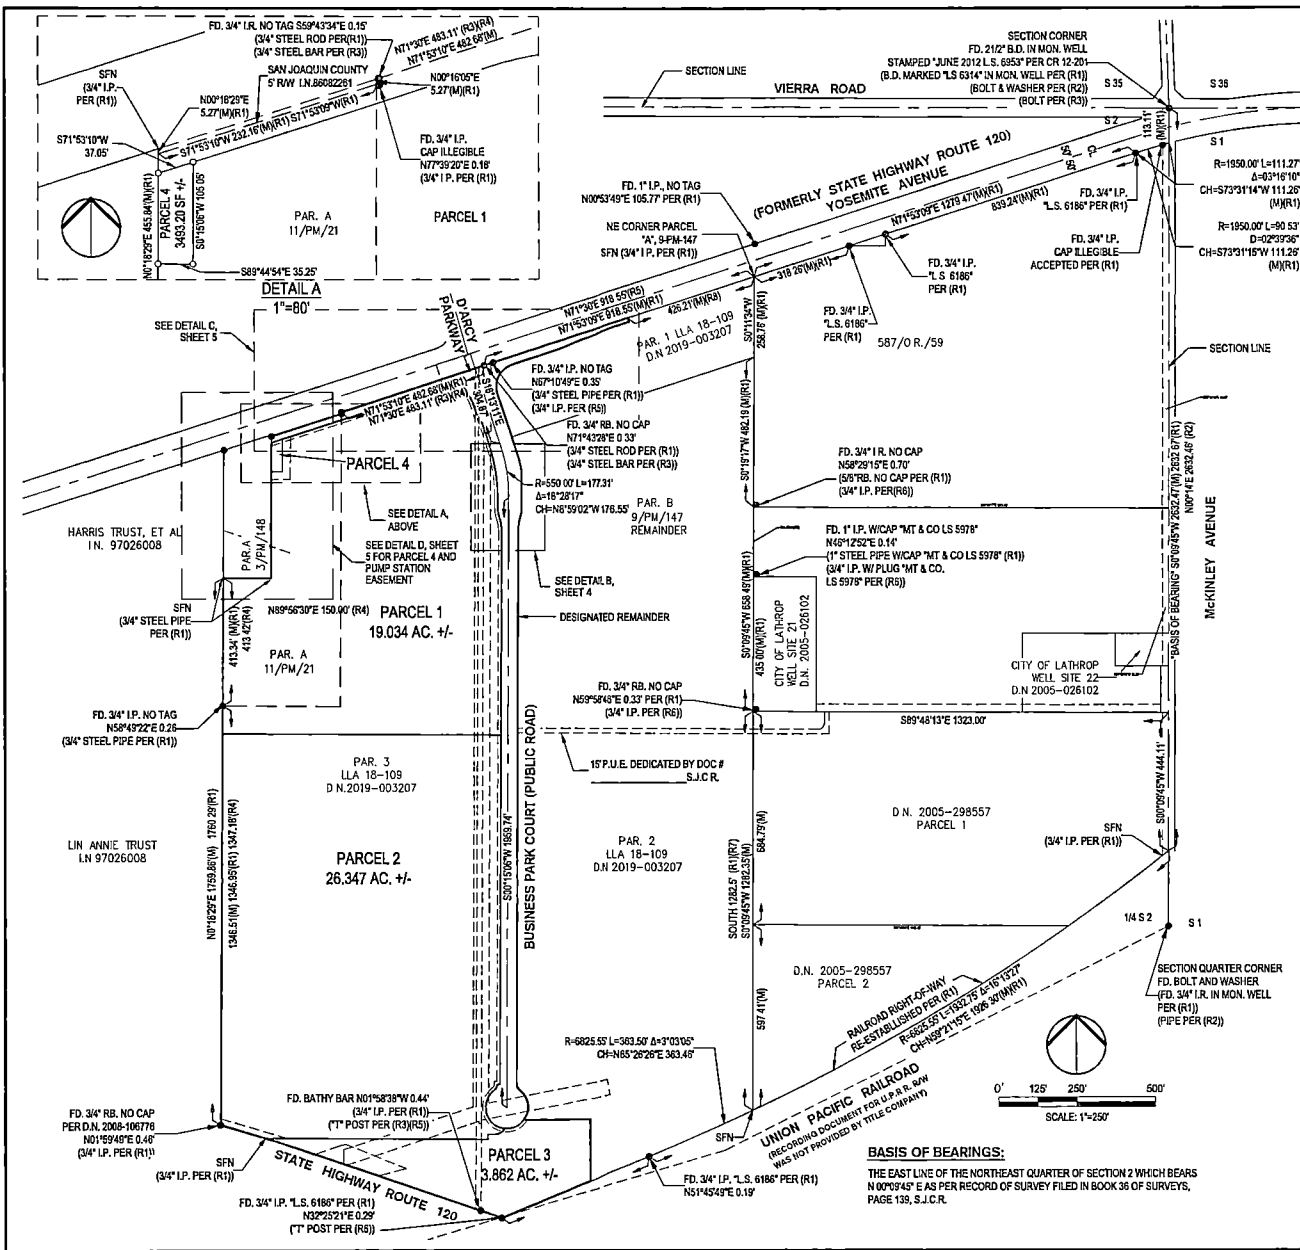 FD. 3/4" I.R. NO TAG S59°43'34"E 0.15'
(3/4" STEEL ROD PER(R1))
(3/4" STEEL BAR PER (R3))
N71°30'E 483.11' (R3)(R4)
N71°53'10"E 482.68'(M)
SFN
(3/4" I.P.
PER (R1))
SAN JOAQUIN COUNTY
5' R/W I.N.86082261
N00°16'05"E
5.27'(M)(R1)
N00°18'29"E
5.27'(M)(R1)
S71°53'10"W 232.16'(M)(R1)
S71°53'09"W(R1)
S71°53'10"W
37.05'
FD. 3/4" I.P.
CAP ILLEGIBLE
N77°39'20"E 0.18'
(3/4" I.P. PER (R1))
N0°18'29"E 455.84'(M)(R1)
PARCEL 4
3493.20 SF +/-
S0°15'06"W 105.05'
PAR. A
11/PM/21
PARCEL 1
S89°44'54"E 35.25'
DETAIL A
1"=80'
SECTION CORNER
FD. 21/2" B.D. IN MON. WELL
STAMPED "JUNE 2012 L.S. 6953" PER CR 12-201
(B.D. MARKED "LS 6314" IN MON. WELL PER (R1))
(BOLT & WASHER PER (R2))
(BOLT PER (R3))
SECTION LINE
VIERRA ROAD
S 35
S 36
S 2
S 1
113.11'
(M)(R1)
(FORMERLY STATE HIGHWAY ROUTE 120)
YOSEMITE AVENUE
CL
50' 50'
R=1950.00' L=111.27'
Δ=03°16'10"
CH=S73°31'14"W 111.26'
(M)(R1)
R=1950.00' L=90.53'
D=02°39'36"
CH=S73°31'15"W 111.26'
(M)(R1)
FD. 1" I.P., NO TAG
N00°53'49"E 105.77' PER (R1)
N71°53'09"E 1279.47'(M)(R1)
839.24'(M)(R1)
FD. 3/4" I.P.
"L.S. 6186" PER (R1)
FD. 3/4" I.P.
CAP ILLEGIBLE
ACCEPTED PER (R1)
NE CORNER PARCEL
"A", 9-PM-147
SFN (3/4" I.P. PER (R1))
318.26'(M)(R1)
FD. 3/4" I.P.
"L.S. 6186"
PER (R1)
FD. 3/4" I.P.
"L.S. 6186"
PER (R1)
587/O.R./59
SECTION LINE
N71°30'E 918.55'(R5)
N71°53'09"E 918.55'(M)(R1)
426.21'(M)(R8)
PAR. 1 LLA 18-109
D.N 2019-003207
S0°11'34"W
258.76' (M)(R1)
D'ARCY
PARKWAY
SEE DETAIL C,
SHEET 5
N71°53'10"E 482.68'(M)(R1)
N71°30'E 483.11' (R3)(R4)
S16°13'11"E
304.87'
FD. 3/4" I.P. NO TAG
N67°10'49"E 0.35'
(3/4" STEEL PIPE PER (R1))
(3/4" I.P. PER (R5))
FD. 3/4" RB. NO CAP
N71°43'28"E 0.33'
(3/4" STEEL ROD PER (R1))
(3/4" STEEL BAR PER (R3))
S0°19'17"W 482.19'(M)(R1)
PARCEL 4
R=550.00' L=177.31'
Δ=18°28'17"
CH=N8°59'02"W 176.55'
PAR. B
9/PM/147
REMAINDER
FD. 3/4" I.R. NO CAP
N58°29'15"E 0.70'
(5/8"RB. NO CAP PER (R1))
(3/4" I.P. PER(R6))
HARRIS TRUST, ET AL
I.N. 97026008
PAR.A
3/PM/148
SEE DETAIL A,
ABOVE
SEE DETAIL D, SHEET
5 FOR PARCEL 4 AND
PUMP STATION
EASEMENT
SEE DETAIL B,
SHEET 4
DESIGNATED REMAINDER
FD. 1" I.P. W/CAP "MT & CO LS 5978"
N46°12'52"E 0.14'
(1" STEEL PIPE W/CAP "MT & CO LS 5978" (R1))
(3/4" I.P. W/ PLUG "MT & CO.
LS 5978" PER (R6))
"BASIS OF BEARING" S0°09'45"W 2632.47'(M) 2632.67'(R1)
N00°14'E 2632.46' (R2)
McKINLEY AVENUE
SFN
(3/4" STEEL PIPE
PER (R1))
N89°56'30"E 150.00' (R4)
413.34' (M)(R1)
413.42'(R4)
PARCEL 1
19.034 AC. +/-
PAR. A
11/PM/21
S0°09'45"W 658.49'(M)(R1)
435.00'(M)(R1)
CITY OF LATHROP
WELL SITE 21
D.N. 2005-026102
CITY OF LATHROP
WELL SITE 22
D.N 2005-026102
FD. 3/4" RB. NO CAP
N59°58'48"E 0.33' PER (R1)
(3/4" I.P. PER (R6))
S89°48'13"E 1323.00'
FD. 3/4" I.P. NO TAG
N58°49'22"E 0.26
(3/4" STEEL PIPE PER (R1))
15' P.U.E. DEDICATED BY DOC #
S.J.C.R.
PAR. 3
LLA 18-109
D N.2019-003207
BUSINESS PARK COURT (PUBLIC ROAD)
S00°15'06"W 1959.74'
S00°09'45"W 444.11'
D.N. 2005-298557
PARCEL 1
SFN
(3/4" I.P. PER (R1))
LIN ANNIE TRUST
I.N 97026008
N0°18'29"E 1759.86'(M) 1760.29'(R1)
1346.51'(M) 1346.95'(R1) 1347.18'(R4)
PARCEL 2
26.347 AC. +/-
PAR. 2
LLA 18-109
D.N 2019-003207
SOUTH 1282.5' (R1)(R7)
S0°09'45"W 1282.35'(M)
684.79'(M)
1/4 S 2
S 1
D.N. 2005-298557
PARCEL 2
597.41'(M)
SECTION QUARTER CORNER
FD. BOLT AND WASHER
(FD. 3/4" I.R. IN MON. WELL
PER (R1))
(PIPE PER (R2))
RAILROAD RIGHT-OF-WAY
RE-ESTABLISHED PER (R1)
R=6825.55' L=1932.75' Δ=16°13'27"
CH=N59°21'15"E 1926.30'(M)(R1)
R=6825.55' L=363.50' Δ=3°03'05"
CH=N65°26'26"E 363.46'
UNION PACIFIC RAILROAD
(RECORDING DOCUMENT FOR U.P.R.R. R/W
WAS NOT PROVIDED BY TITLE COMPANY)
0' 125' 250' 500'
SCALE: 1"=250'
FD. 3/4" RB. NO CAP
PER D.N. 2008-106776
N01°59'49"E 0.46'
(3/4" I.P. PER (R1))
FD. BATHY BAR N01°58'38"W 0.44'
(3/4" I.P. PER (R1))
("T" POST PER (R3)(R5))
SFN
SFN
(3/4" I.P. PER (R1))
STATE HIGHWAY ROUTE 120
PARCEL 3
3.862 AC. +/-
FD. 3/4" I.P. "L.S. 6186" PER (R1)
N32°25'21"E 0.29'
("T" POST PER (R5))
FD. 3/4" I.P. "L.S. 6186" PER (R1)
N51°45'49"E 0.19'
BASIS OF BEARINGS:
THE EAST LINE OF THE NORTHEAST QUARTER OF SECTION 2 WHICH BEARS
N 00°09'45" E AS PER RECORD OF SURVEY FILED IN BOOK 36 OF SURVEYS,
PAGE 139, S.J.C.R.